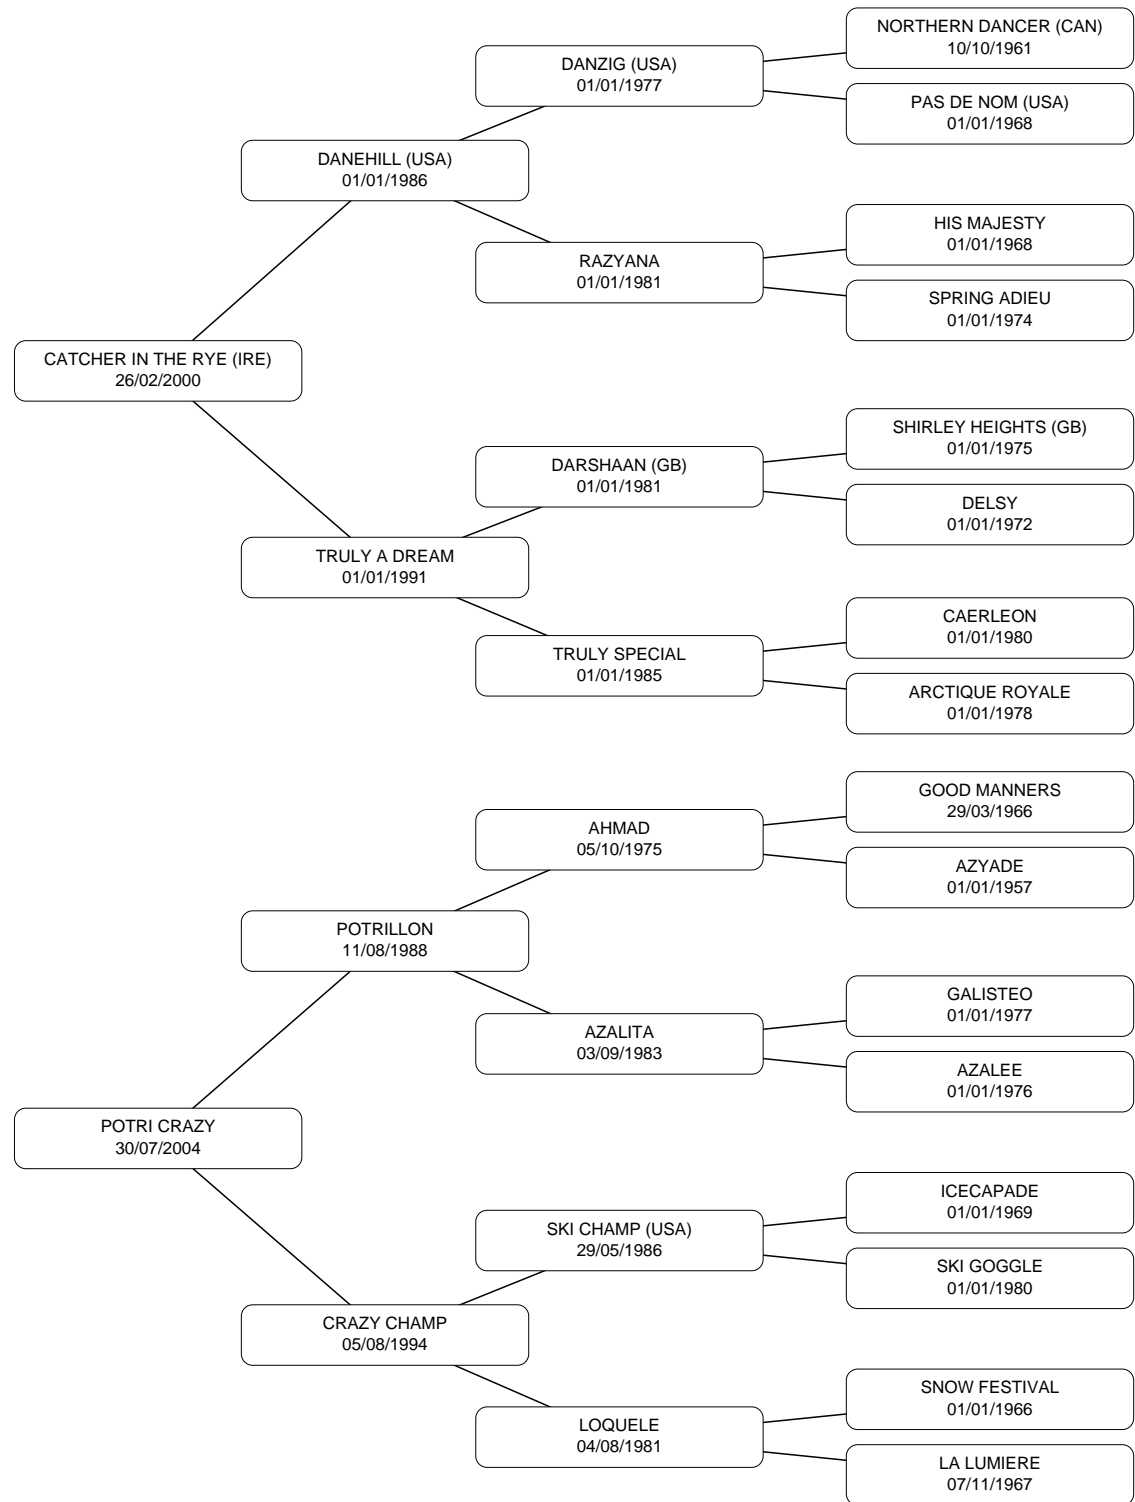 NORTHERN DANCER (CAN)
10/10/1961
DANZIG (USA)
01/01/1977
PAS DE NOM (USA)
01/01/1968
DANEHILL (USA)
01/01/1986
HIS MAJESTY
01/01/1968
RAZYANA
01/01/1981
SPRING ADIEU
01/01/1974
CATCHER IN THE RYE (IRE)
26/02/2000
SHIRLEY HEIGHTS (GB)
01/01/1975
DARSHAAN (GB)
01/01/1981
DELSY
01/01/1972
TRULY A DREAM
01/01/1991
CAERLEON
01/01/1980
TRULY SPECIAL
01/01/1985
ARCTIQUE ROYALE
01/01/1978
GOOD MANNERS
29/03/1966
AHMAD
05/10/1975
AZYADE
01/01/1957
POTRILLON
11/08/1988
GALISTEO
01/01/1977
AZALITA
03/09/1983
AZALEE
01/01/1976
POTRI CRAZY
30/07/2004
ICECAPADE
01/01/1969
SKI CHAMP (USA)
29/05/1986
SKI GOGGLE
01/01/1980
CRAZY CHAMP
05/08/1994
SNOW FESTIVAL
01/01/1966
LOQUELE
04/08/1981
LA LUMIERE
07/11/1967